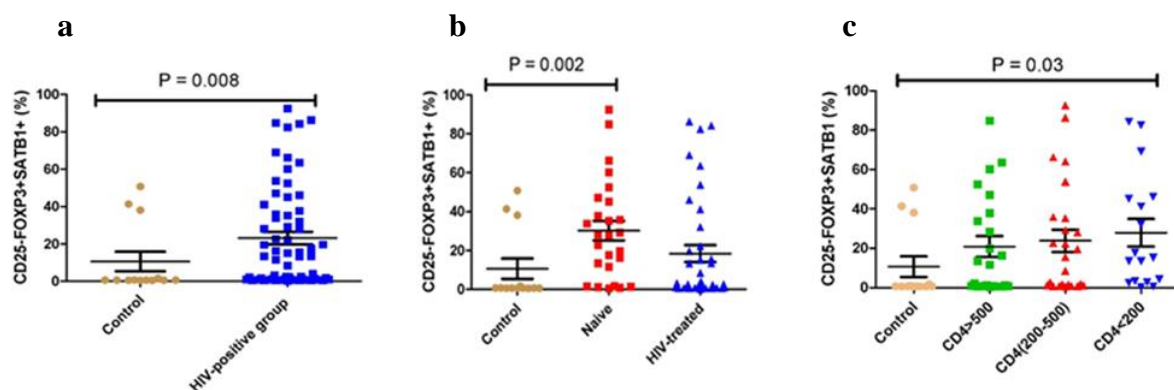 a
P = 0.008
CD25-FOXP3+SATB1+ (%)
100
80
60
40
20
0
Control
HIV-positive group
b
P = 0.002
CD25-FOXP3+SATB1+ (%)
100
80
60
40
20
0
Control
Naive
HIV-treated
c
P = 0.03
CD25-FOXP3+SATB1 (%)
100
80
60
40
20
0
Control
CD4>500
CD4(200-500)
CD4<200